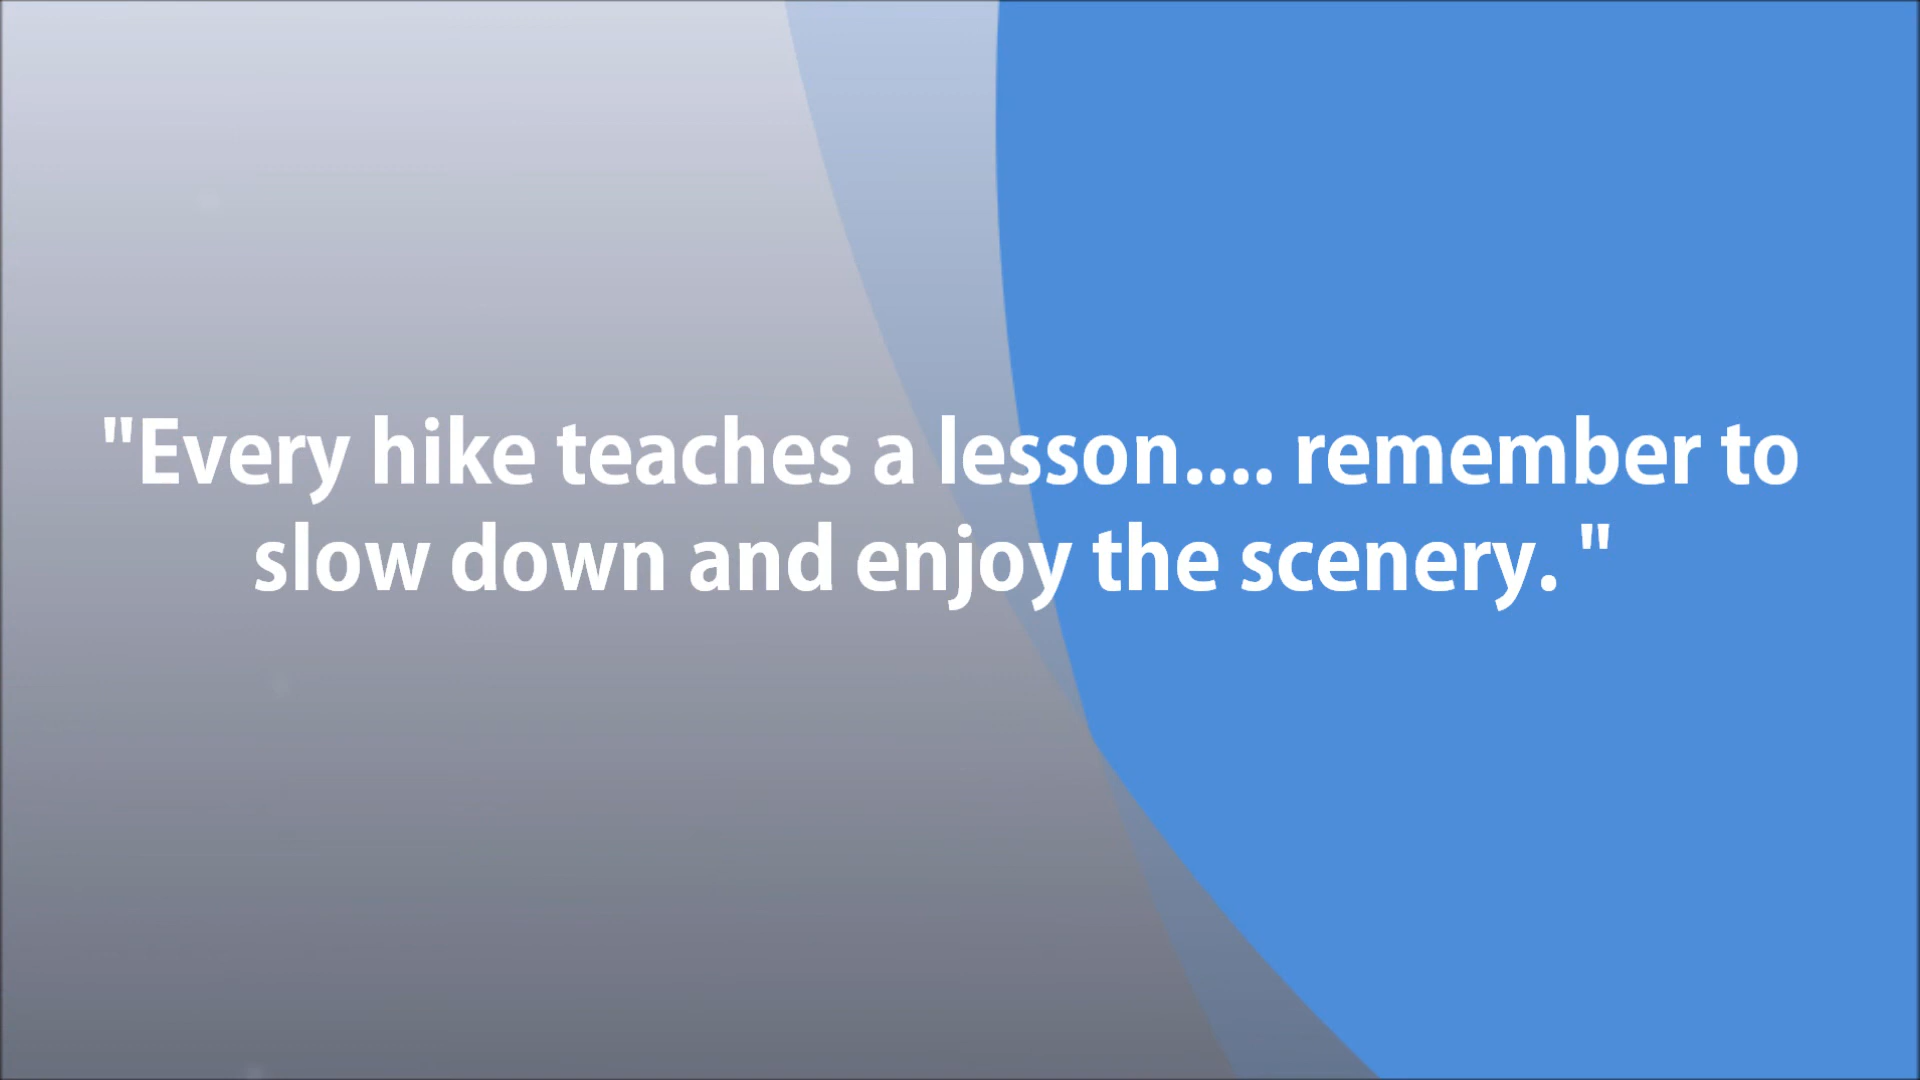 "Every hike teaches a lesson.... remember to
slow down and enjoy the scenery. "